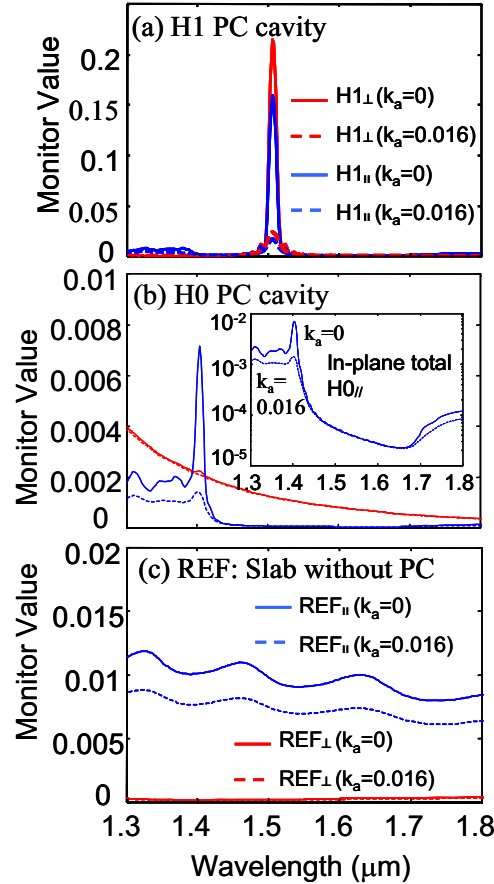 (a) H1 PC cavity
Monitor Value
0.2
0.15
0.1
0.05
0
H1⊥ (kₐ=0)
H1⊥ (kₐ=0.016)
H1ıı (kₐ=0)
H1ıı (kₐ=0.016)
(b) H0 PC cavity
Monitor Value
0.01
0.008
0.006
0.004
0.002
0
10⁻²
10⁻³
10⁻⁴
10⁻⁵
kₐ=0
In-plane total
H0//
kₐ=
0.016
1.3 1.4 1.5 1.6 1.7 1.8
(c) REF: Slab without PC
Monitor Value
0.02
0.015
0.01
0.005
0
REFıı (kₐ=0)
REFıı (kₐ=0.016)
REF⊥ (kₐ=0)
REF⊥ (kₐ=0.016)
1.3 1.4 1.5 1.6 1.7 1.8
Wavelength (μm)